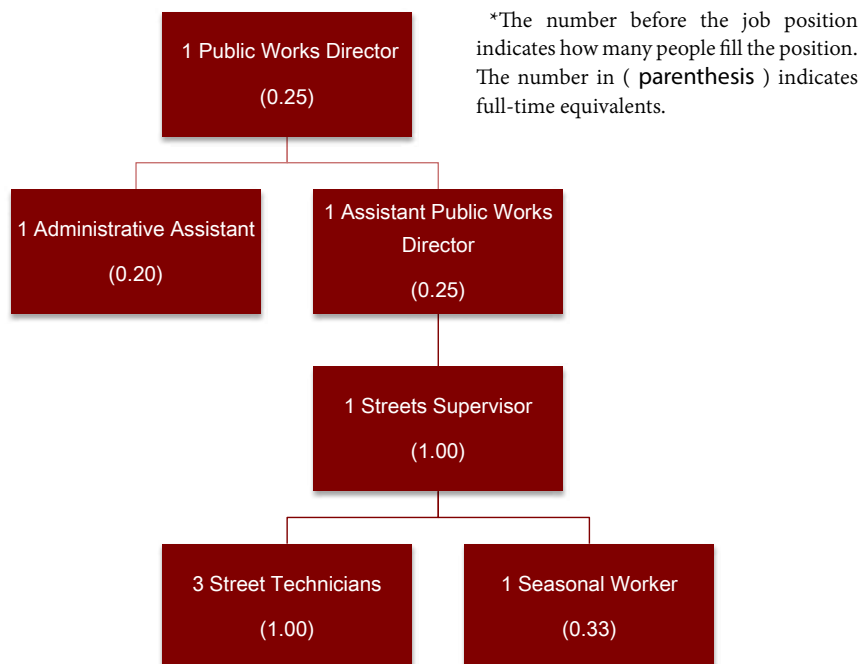 1 Public Works Director
(0.25)
*The number before the job position
indicates how many people fill the position.
The number in ( parenthesis ) indicates
full-time equivalents.
1 Administrative Assistant
(0.20)
1 Assistant Public Works
Director
(0.25)
1 Streets Supervisor
(1.00)
3 Street Technicians
(1.00)
1 Seasonal Worker
(0.33)